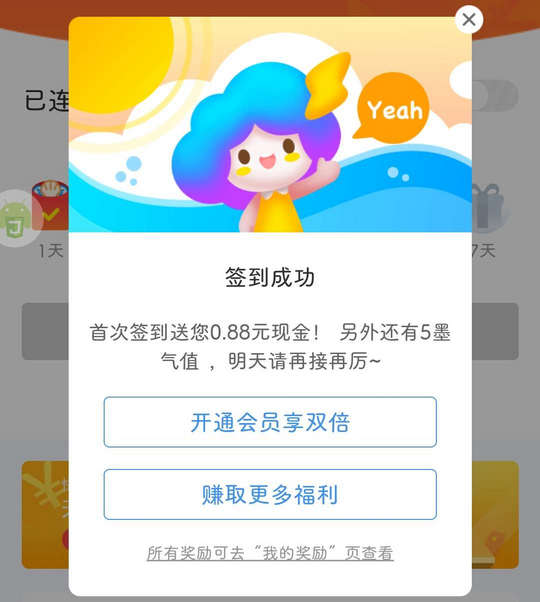 Yeah
已连
1天
7天
签到成功
首次签到送您0.88元现金！ 另外还有5墨
气值 ，明天请再接再厉~
开通会员享双倍
赚取更多福利
所有奖励可去“我的奖励”页查看